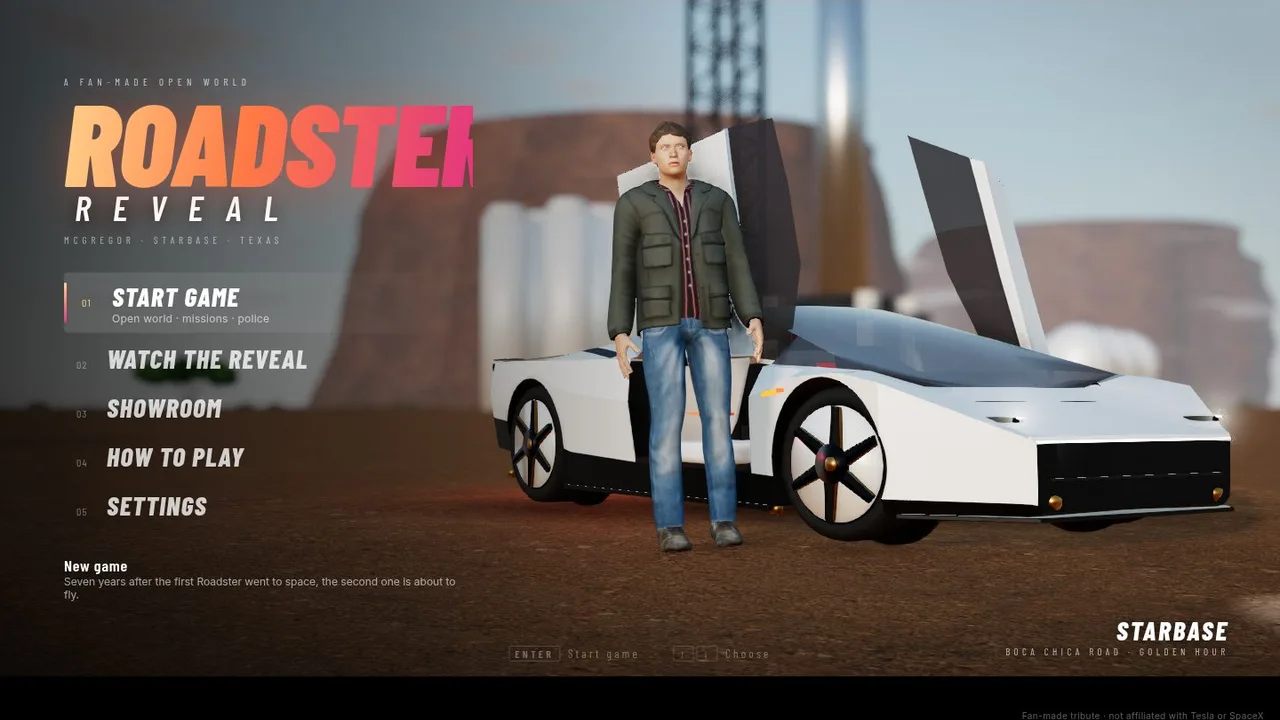 A FAN-MADE OPEN WORLD
ROADSTER
REVEAL
MCGREGOR · STARBASE · TEXAS
01 START GAME
Open world · missions · police
02 WATCH THE REVEAL
03 SHOWROOM
04 HOW TO PLAY
05 SETTINGS
New game
Seven years after the first Roadster went to space, the second one is about to
fly.
ENTER Start game
↑ ↓ Choose
STARBASE
BOCA CHICA ROAD · GOLDEN HOUR
Fan-made tribute · not affiliated with Tesla or SpaceX